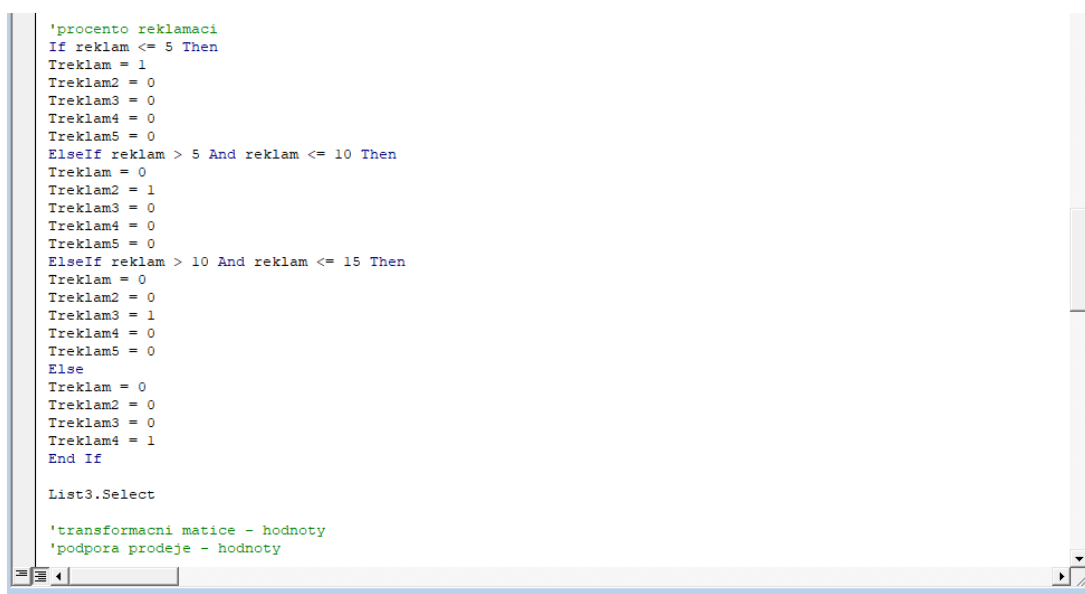 'procento reklamaci
If reklam <= 5 Then
Treklam = 1
Treklam2 = 0
Treklam3 = 0
Treklam4 = 0
Treklam5 = 0
ElseIf reklam > 5 And reklam <= 10 Then
Treklam = 0
Treklam2 = 1
Treklam3 = 0
Treklam4 = 0
Treklam5 = 0
ElseIf reklam > 10 And reklam <= 15 Then
Treklam = 0
Treklam2 = 0
Treklam3 = 1
Treklam4 = 0
Treklam5 = 0
Else
Treklam = 0
Treklam2 = 0
Treklam3 = 0
Treklam4 = 1
End If
List3.Select
'transformacni matice - hodnoty
'podpora prodeje - hodnoty